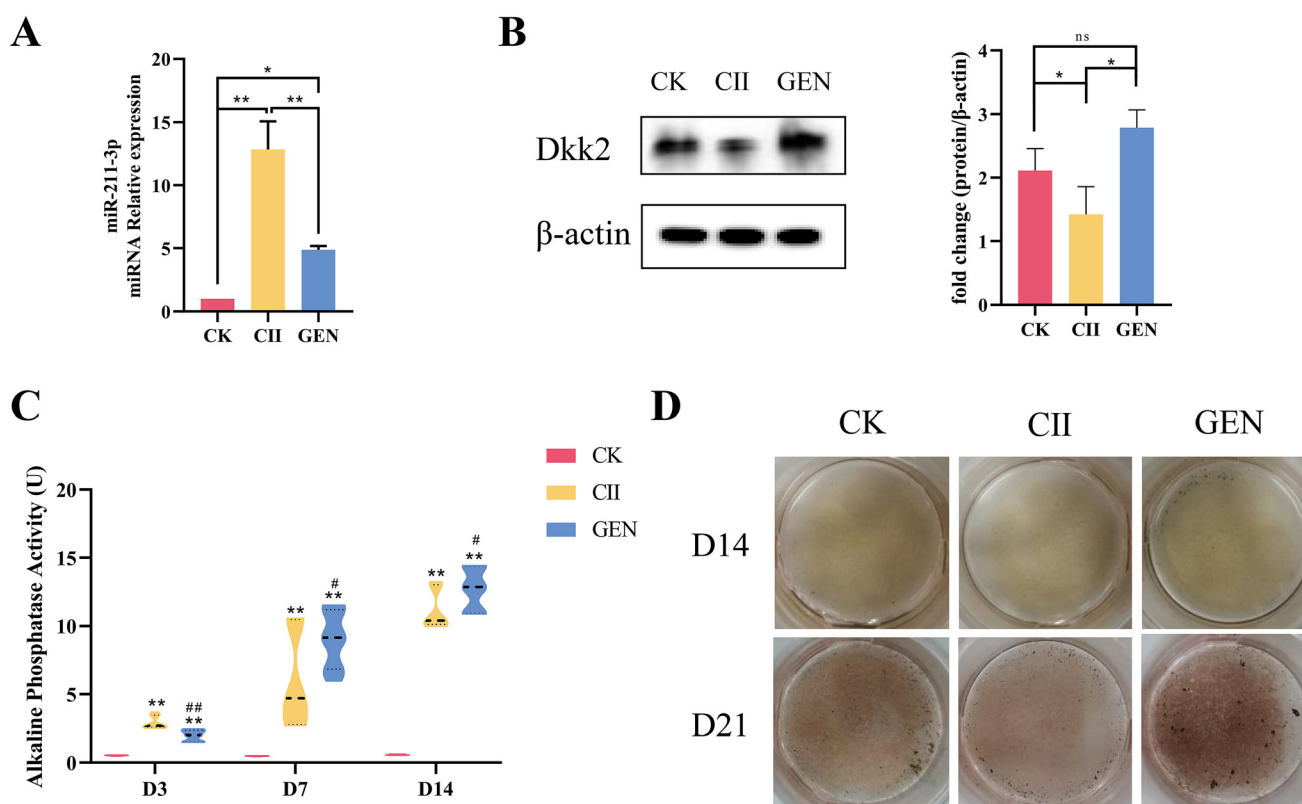 A
miR-211-3p
miRNA Relative expression
20
15
10
5
0
*
**
**
CK
CII
GEN
B
CK
CII
GEN
Dkk2
β-actin
fold change (protein/β-actin)
4
3
2
1
0
ns
*
*
CK
CII
GEN
C
Alkaline Phosphatase Activity (U)
20
15
10
5
0
**
##
**
**
#
**
**
#
**
D3
D7
D14
CK
CII
GEN
D
CK
CII
GEN
D14
D21